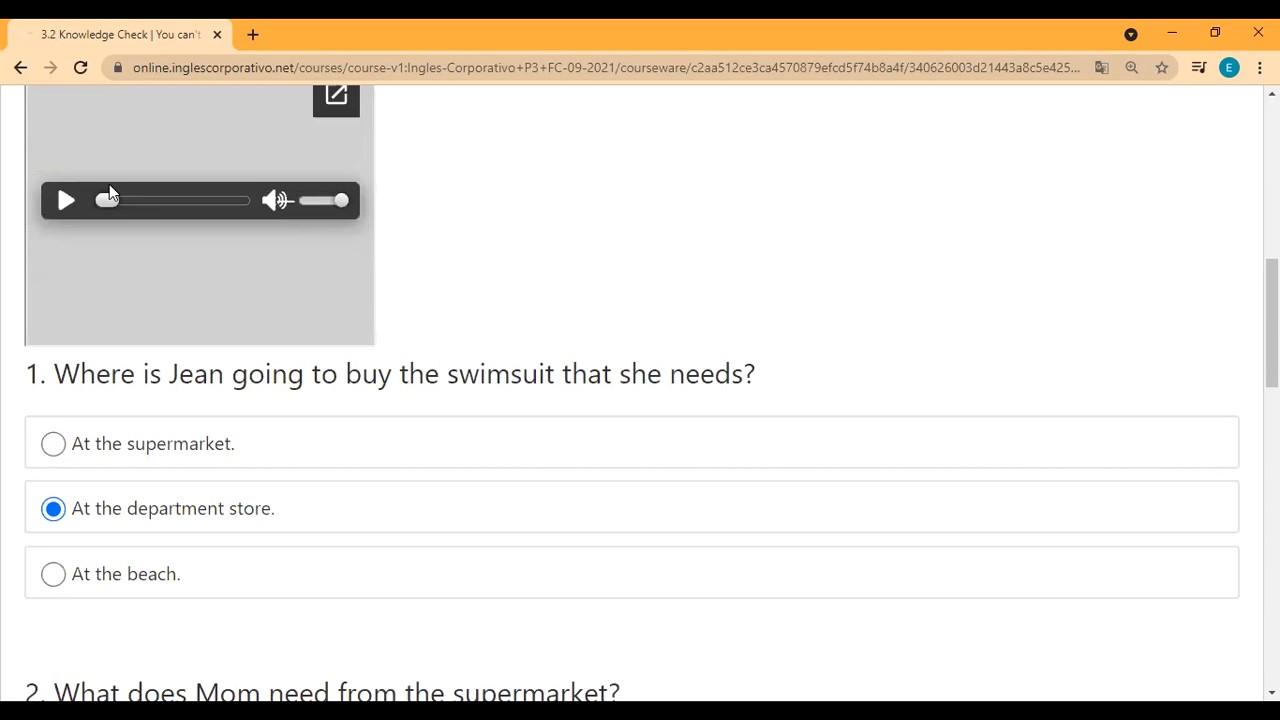 3.2 Knowledge Check | You can't
online.inglescorporativo.net/courses/course-v1:Ingles-Corporativo+P3+FC-09-2021/courseware/c2aa512ce3ca4570879efcd5f74b8a4f/340626003d21443a8c5e425...
E
1. Where is Jean going to buy the swimsuit that she needs?
At the supermarket.
At the department store.
At the beach.
2. What does Mom need from the supermarket?